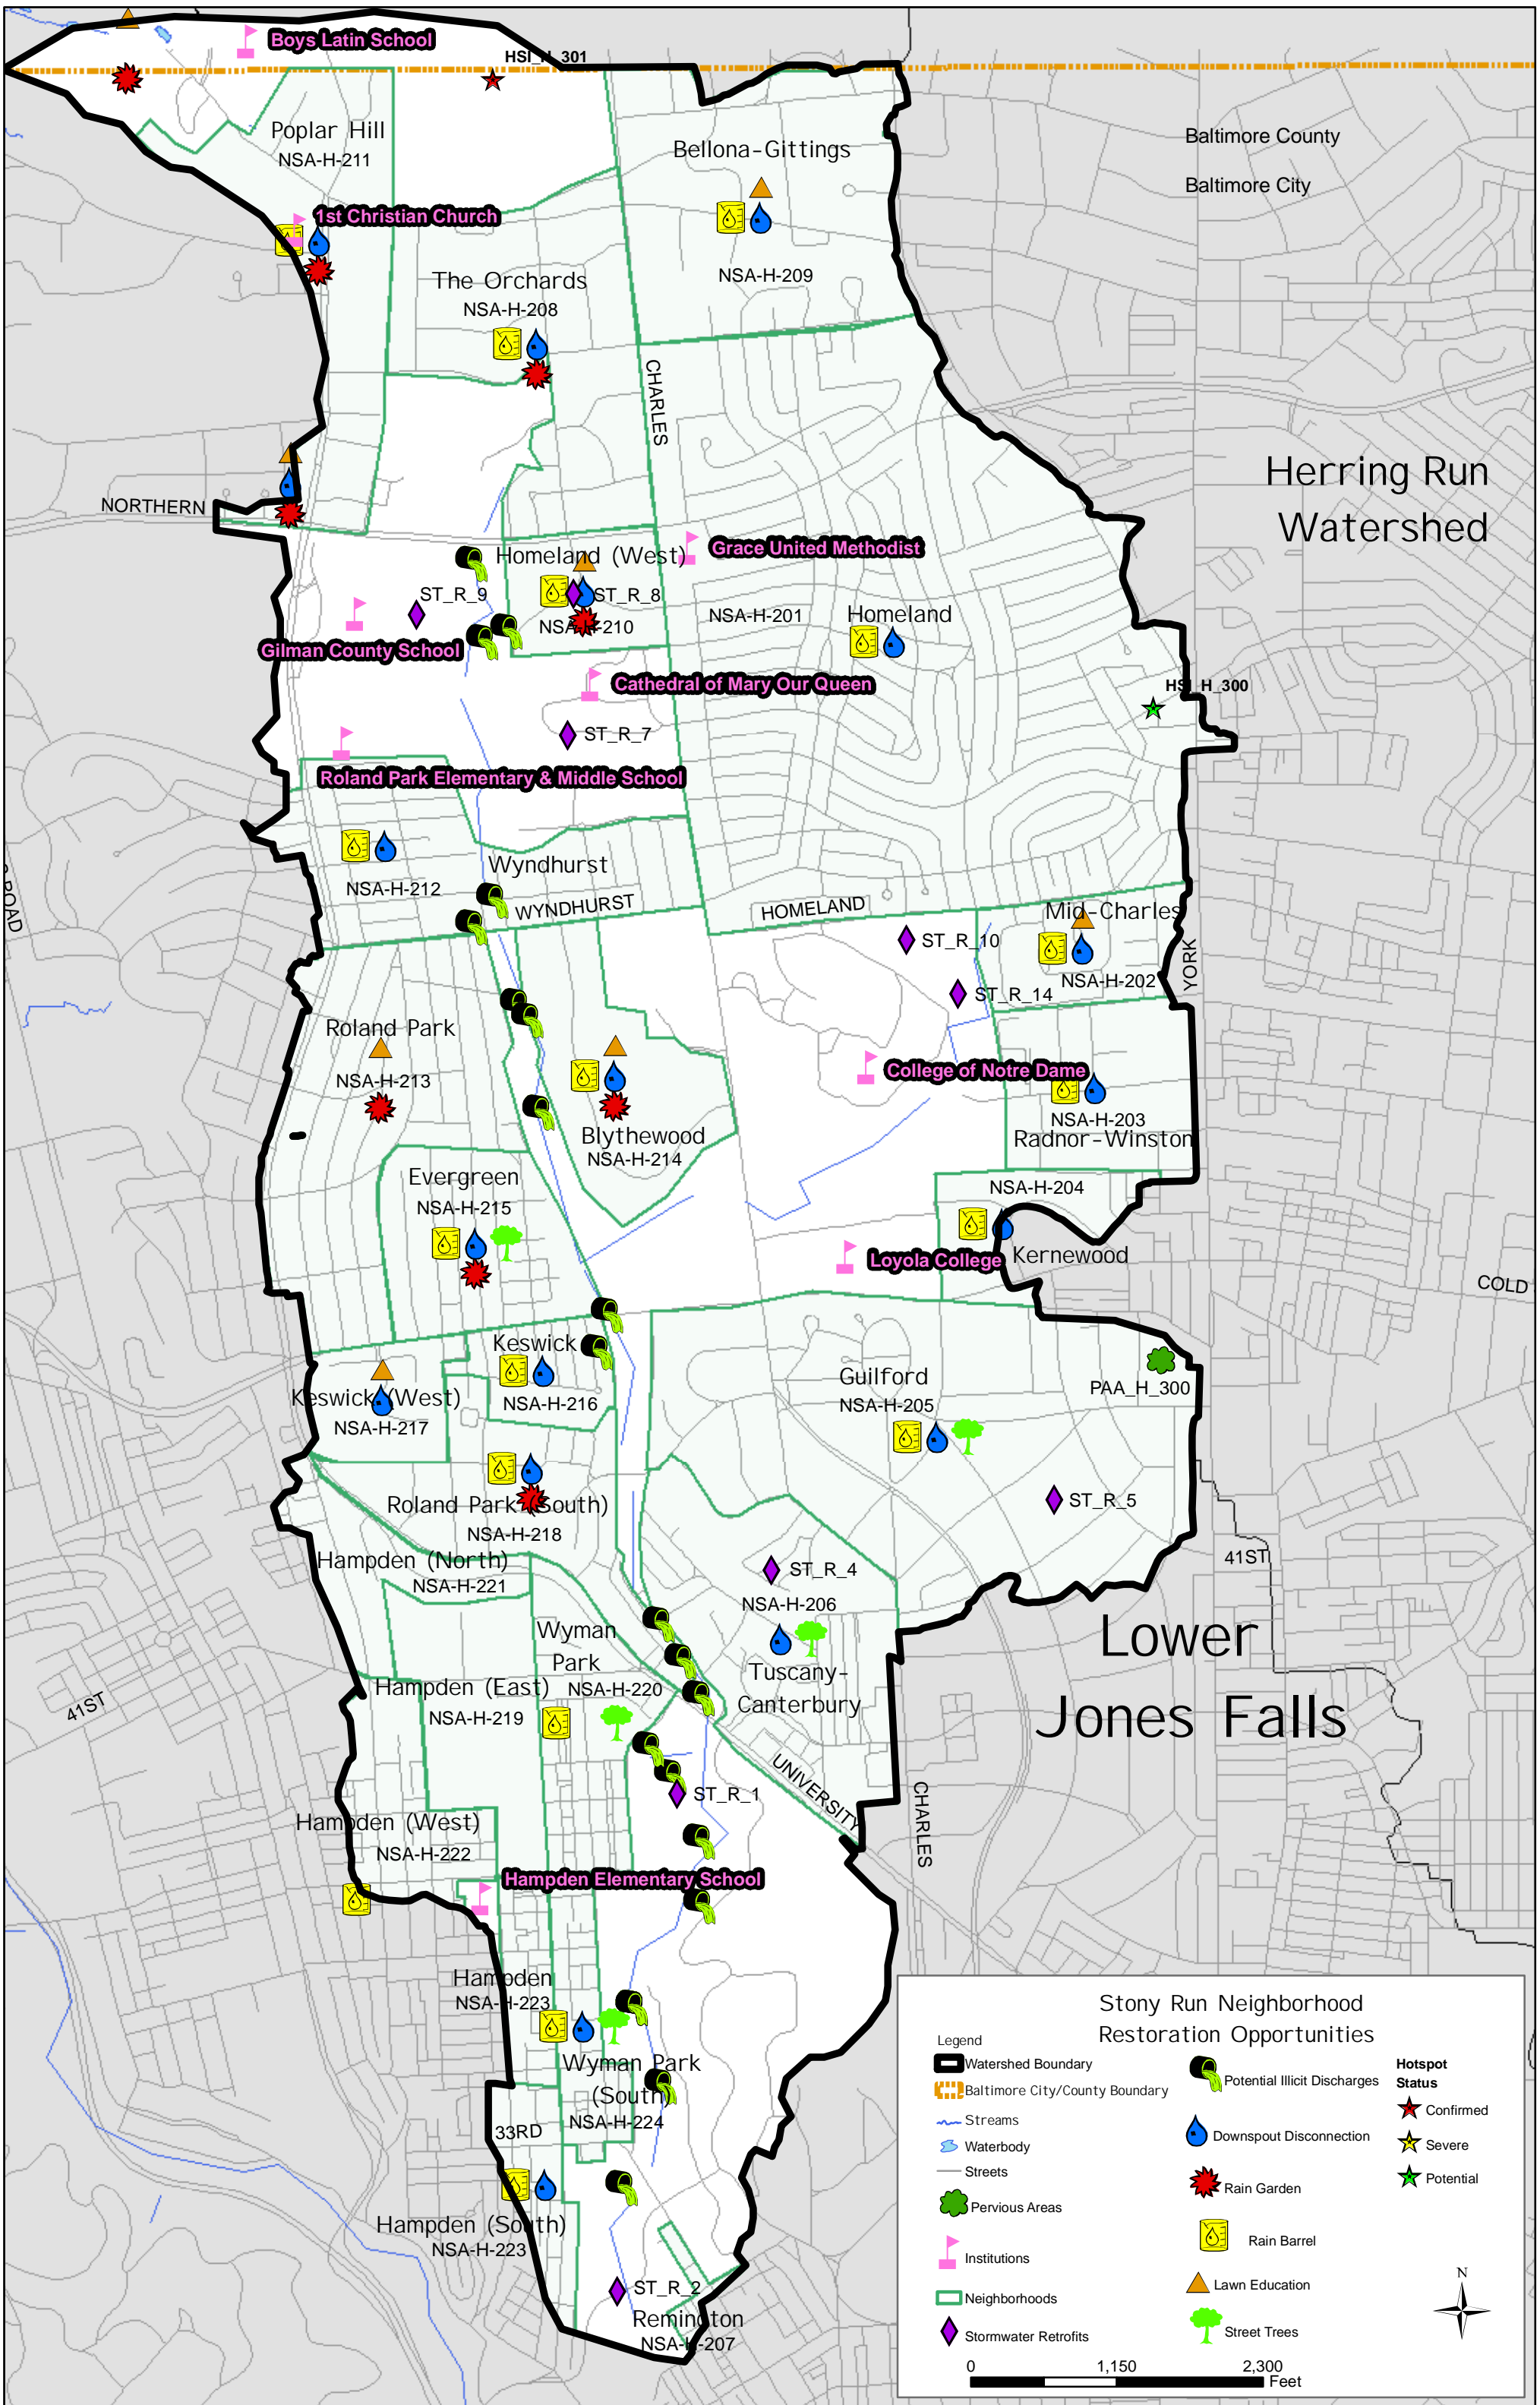 Boys Latin School
HSI_H_301
Poplar Hill
NSA-H-211
Bellona-Gittings
Baltimore County
Baltimore City
1st Christian Church
NSA-H-209
The Orchards
NSA-H-208
CHARLES
Herring Run
Watershed
NORTHERN
Homeland (West)
Grace United Methodist
ST_R_9
ST_R_8
NSA-H-210
NSA-H-201
Homeland
Gilman County School
Cathedral of Mary Our Queen
HSI_H_300
ST_R_7
Roland Park Elementary & Middle School
Wyndhurst
NSA-H-212
WYNDHURST
HOMELAND
ROAD
Mid-Charles
ST_R_10
YORK
NSA-H-202
ST_R_14
Roland Park
NSA-H-213
College of Notre Dame
NSA-H-203
Radnor-Winston
Blythewood
NSA-H-214
Evergreen
NSA-H-215
NSA-H-204
Kernewood
Loyola College
COLD
Keswick
NSA-H-216
Keswick (West)
NSA-H-217
Guilford
NSA-H-205
PAA_H_300
Roland Park (South)
NSA-H-218
ST_R_5
Hampden (North)
NSA-H-221
ST_R_4
NSA-H-206
41ST
Lower
Jones Falls
Wyman
Park
NSA-H-220
Tuscany-
Canterbury
Hampden (East)
NSA-H-219
41ST
UNIVERSITY
CHARLES
ST_R_1
Hampden (West)
NSA-H-222
Hampden Elementary School
Hampden
NSA-H-223
Wyman Park
(South)
NSA-H-224
33RD
Hampden (South)
NSA-H-223
ST_R_2
Remington
NSA-H-207
Stony Run Neighborhood
Restoration Opportunities
Legend
Watershed Boundary
Baltimore City/County Boundary
Streams
Waterbody
Streets
Pervious Areas
Institutions
Neighborhoods
Stormwater Retrofits
Potential Illicit Discharges
Downspout Disconnection
Rain Garden
Rain Barrel
Lawn Education
Street Trees
Hotspot
Status
Confirmed
Severe
Potential
N
0 1,150 2,300
Feet